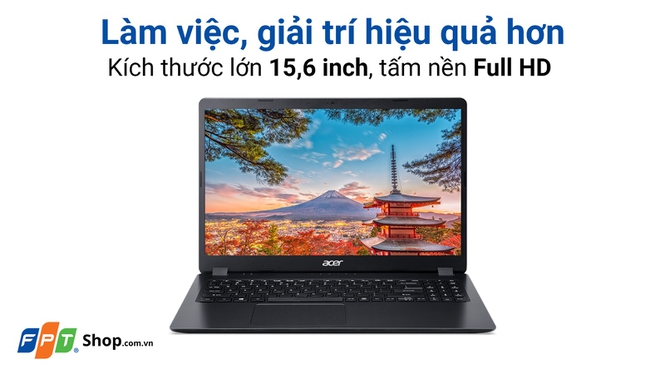 Làm việc, giải trí hiệu quả hơn
Kích thước lớn 15,6 inch, tấm nền Full HD
acer
FPT® Shop.com.vn